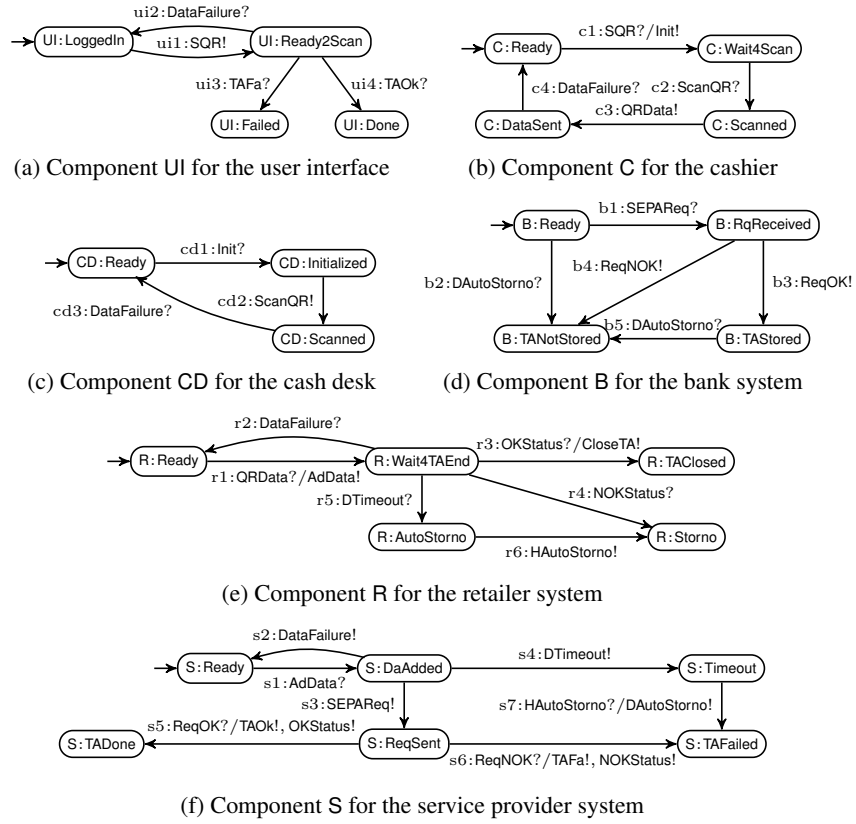 ui2:DataFailure?
UI:LoggedIn
UI:Ready2Scan
ui1:SQR!
ui3:TAFa?
ui4:TAOk?
UI:Failed
UI:Done
(a) Component UI for the user interface
c1:SQR?/Init!
C:Ready
C:Wait4Scan
c4:DataFailure?
c2:ScanQR?
c3:QRData!
C:DataSent
C:Scanned
(b) Component C for the cashier
cd1:Init?
CD:Ready
CD:Initialized
cd2:ScanQR!
cd3:DataFailure?
CD:Scanned
(c) Component CD for the cash desk
b1:SEPAReq?
B:Ready
B:RqReceived
b4:ReqNOK!
b2:DAutoStorno?
b3:ReqOK!
b5:DAutoStorno?
B:TANotStored
B:TAStored
(d) Component B for the bank system
r2:DataFailure?
R:Ready
R:Wait4TAEnd
r3:OKStatus?/CloseTA!
R:TAClosed
r1:QRData?/AdData!
r5:DTimeout?
r4:NOKStatus?
R:AutoStorno
R:Storno
r6:HAutoStorno!
(e) Component R for the retailer system
s2:DataFailure!
S:Ready
S:DaAdded
s4:DTimeout!
S:Timeout
s1:AdData?
s3:SEPAReq!
s7:HAutoStorno?/DAutoStorno!
s5:ReqOK?/TAOk!, OKStatus!
S:TADone
S:ReqSent
S:TAFailed
s6:ReqNOK?/TAFa!, NOKStatus!
(f) Component S for the service provider system